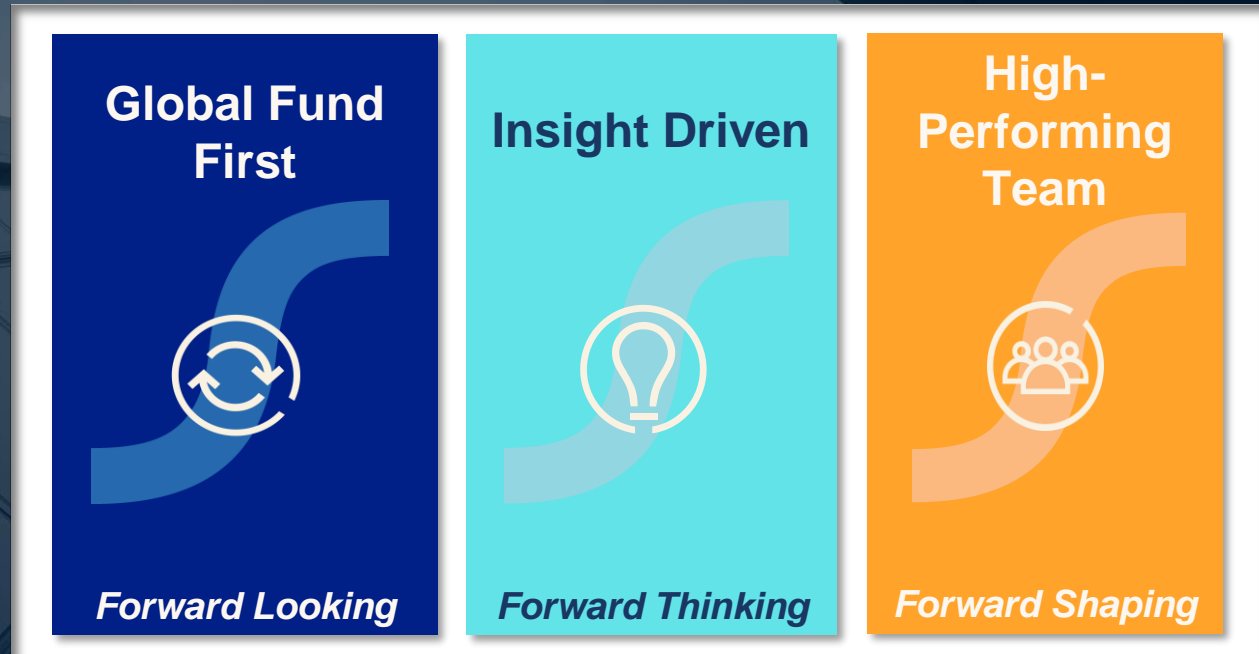 Global Fund
First
Forward Looking
Insight Driven
Forward Thinking
High-
Performing
Team
Forward Shaping